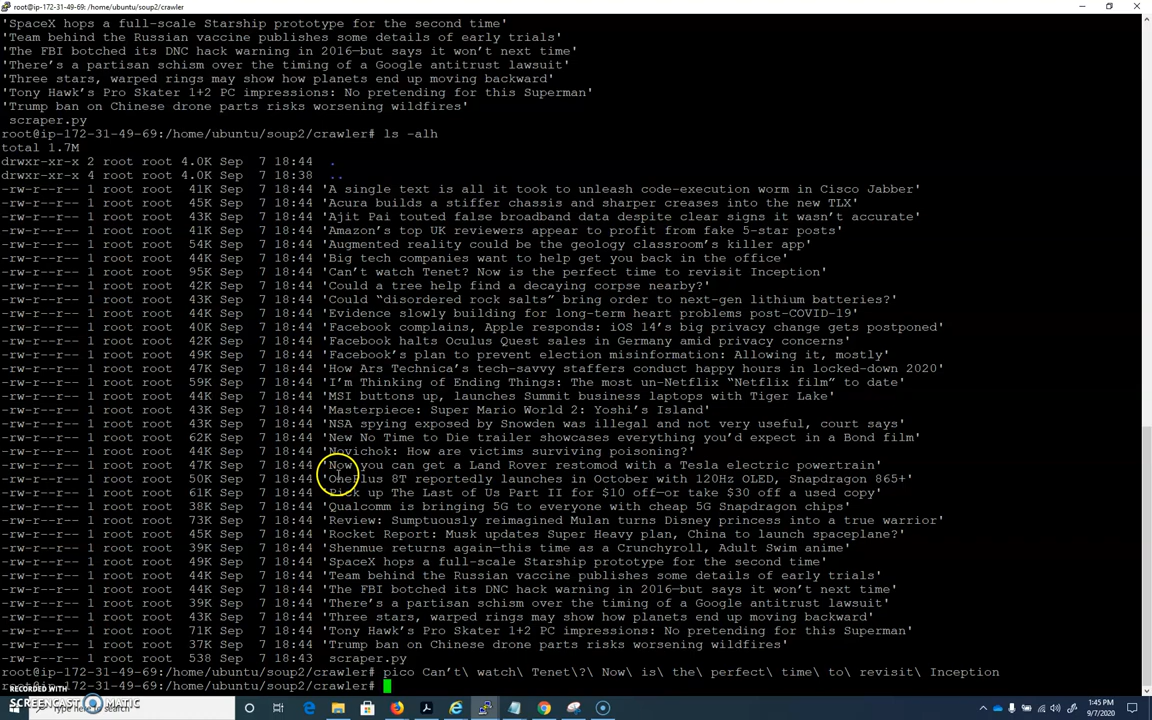 root@ip-172-31-49-69: /home/ubuntu/soup2/crawler
'SpaceX hops a full-scale Starship prototype for the second time'
'Team behind the Russian vaccine publishes some details of early trials'
'The FBI botched its DNC hack warning in 2016—but says it won’t next time'
'There’s a partisan schism over the timing of a Google antitrust lawsuit'
'Three stars, warped rings may show how planets end up moving backward'
'Tony Hawk’s Pro Skater 1+2 PC impressions: No pretending for this Superman'
'Trump ban on Chinese drone parts risks worsening wildfires'
scraper.py
root@ip-172-31-49-69:/home/ubuntu/soup2/crawler# ls -alh
total 1.7M
drwxr-xr-x 2 root root 4.0K Sep  7 18:44 .
drwxr-xr-x 4 root root 4.0K Sep  7 18:38 ..
-rw-r--r-- 1 root root  41K Sep  7 18:44 'A single text is all it took to unleash code-execution worm in Cisco Jabber'
-rw-r--r-- 1 root root  45K Sep  7 18:44 'Acura builds a stiffer chassis and sharper creases into the new TLX'
-rw-r--r-- 1 root root  43K Sep  7 18:44 'Ajit Pai touted false broadband data despite clear signs it wasn’t accurate'
-rw-r--r-- 1 root root  41K Sep  7 18:44 'Amazon’s top UK reviewers appear to profit from fake 5-star posts'
-rw-r--r-- 1 root root  54K Sep  7 18:44 'Augmented reality could be the geology classroom’s killer app'
-rw-r--r-- 1 root root  44K Sep  7 18:44 'Big tech companies want to help get you back in the office'
-rw-r--r-- 1 root root  95K Sep  7 18:44 'Can’t watch Tenet? Now is the perfect time to revisit Inception'
-rw-r--r-- 1 root root  42K Sep  7 18:44 'Could a tree help find a decaying corpse nearby?'
-rw-r--r-- 1 root root  43K Sep  7 18:44 'Could “disordered rock salts” bring order to next-gen lithium batteries?'
-rw-r--r-- 1 root root  44K Sep  7 18:44 'Evidence slowly building for long-term heart problems post-COVID-19'
-rw-r--r-- 1 root root  40K Sep  7 18:44 'Facebook complains, Apple responds: iOS 14’s big privacy change gets postponed'
-rw-r--r-- 1 root root  42K Sep  7 18:44 'Facebook halts Oculus Quest sales in Germany amid privacy concerns'
-rw-r--r-- 1 root root  49K Sep  7 18:44 'Facebook’s plan to prevent election misinformation: Allowing it, mostly'
-rw-r--r-- 1 root root  47K Sep  7 18:44 'How Ars Technica’s tech-savvy staffers conduct happy hours in locked-down 2020'
-rw-r--r-- 1 root root  59K Sep  7 18:44 'I’m Thinking of Ending Things: The most un-Netflix “Netflix film” to date'
-rw-r--r-- 1 root root  44K Sep  7 18:44 'MSI buttons up, launches Summit business laptops with Tiger Lake'
-rw-r--r-- 1 root root  43K Sep  7 18:44 'Masterpiece: Super Mario World 2: Yoshi’s Island'
-rw-r--r-- 1 root root  43K Sep  7 18:44 'NSA spying exposed by Snowden was illegal and not very useful, court says'
-rw-r--r-- 1 root root  62K Sep  7 18:44 'New No Time to Die trailer showcases everything you’d expect in a Bond film'
-rw-r--r-- 1 root root  44K Sep  7 18:44 'Novichok: How are victims surviving poisoning?'
-rw-r--r-- 1 root root  47K Sep  7 18:44 'Now you can get a Land Rover restomod with a Tesla electric powertrain'
-rw-r--r-- 1 root root  50K Sep  7 18:44 'OnePlus 8T reportedly launches in October with 120Hz OLED, Snapdragon 865+'
-rw-r--r-- 1 root root  61K Sep  7 18:44 'Pick up The Last of Us Part II for $10 off—or take $30 off a used copy'
-rw-r--r-- 1 root root  38K Sep  7 18:44 'Qualcomm is bringing 5G to everyone with cheap 5G Snapdragon chips'
-rw-r--r-- 1 root root  73K Sep  7 18:44 'Review: Sumptuously reimagined Mulan turns Disney princess into a true warrior'
-rw-r--r-- 1 root root  45K Sep  7 18:44 'Rocket Report: Musk updates Super Heavy plan, China to launch spaceplane?'
-rw-r--r-- 1 root root  39K Sep  7 18:44 'Shenmue returns again—this time as a Crunchyroll, Adult Swim anime'
-rw-r--r-- 1 root root  49K Sep  7 18:44 'SpaceX hops a full-scale Starship prototype for the second time'
-rw-r--r-- 1 root root  44K Sep  7 18:44 'Team behind the Russian vaccine publishes some details of early trials'
-rw-r--r-- 1 root root  44K Sep  7 18:44 'The FBI botched its DNC hack warning in 2016—but says it won’t next time'
-rw-r--r-- 1 root root  39K Sep  7 18:44 'There’s a partisan schism over the timing of a Google antitrust lawsuit'
-rw-r--r-- 1 root root  43K Sep  7 18:44 'Three stars, warped rings may show how planets end up moving backward'
-rw-r--r-- 1 root root  71K Sep  7 18:44 'Tony Hawk’s Pro Skater 1+2 PC impressions: No pretending for this Superman'
-rw-r--r-- 1 root root  37K Sep  7 18:44 'Trump ban on Chinese drone parts risks worsening wildfires'
-rw-r--r-- 1 root root  538 Sep  7 18:43 scraper.py
root@ip-172-31-49-69:/home/ubuntu/soup2/crawler# pico Can’t\ watch\ Tenet\?\ Now\ is\ the\ perfect\ time\ to\ revisit\ Inception
root@ip-172-31-49-69:/home/ubuntu/soup2/crawler#
RECORDED WITH
SCREENCAST MATIC
1:45 PM
9/7/2020